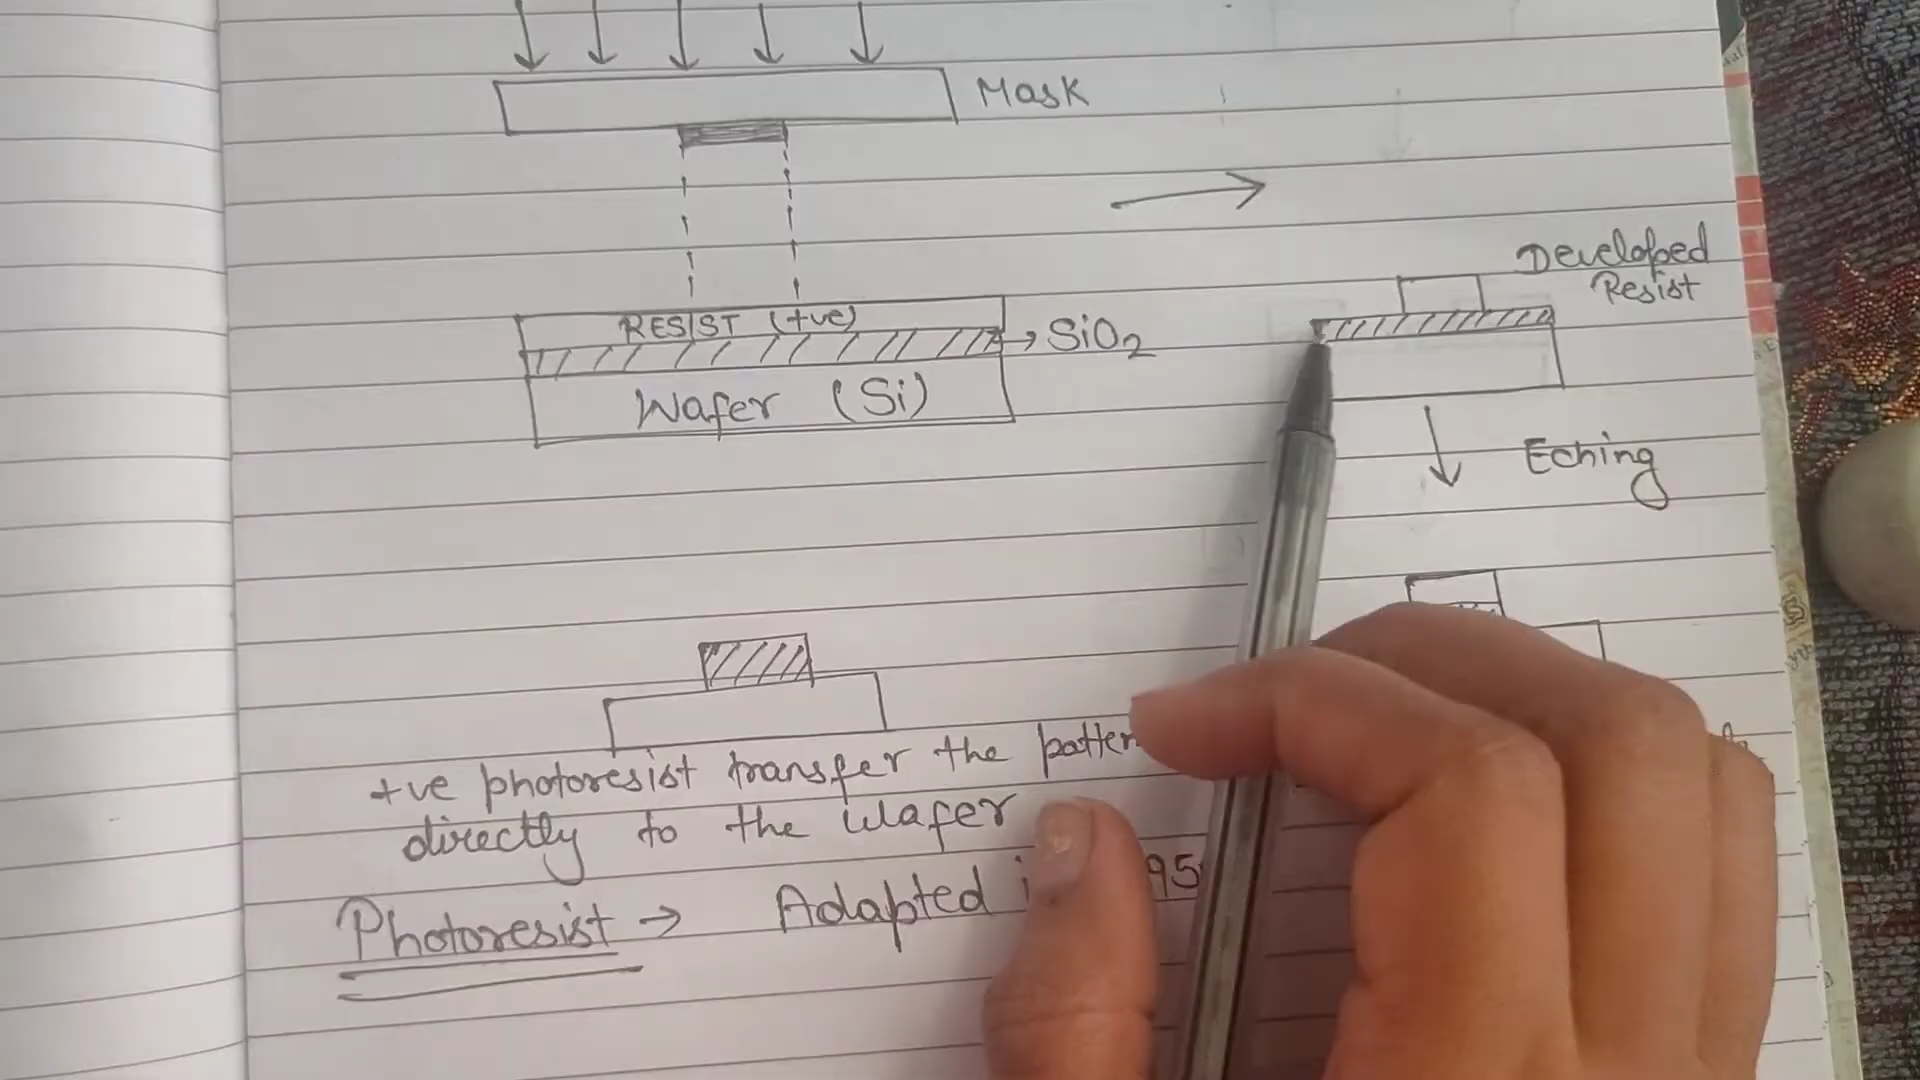 Mask
Developed
Resist
RESIST (+ve)
→ SiO2
Wafer (Si)
Eching
+ve photoresist transfer the
directly to the Wafer
Photoresist → Adapted